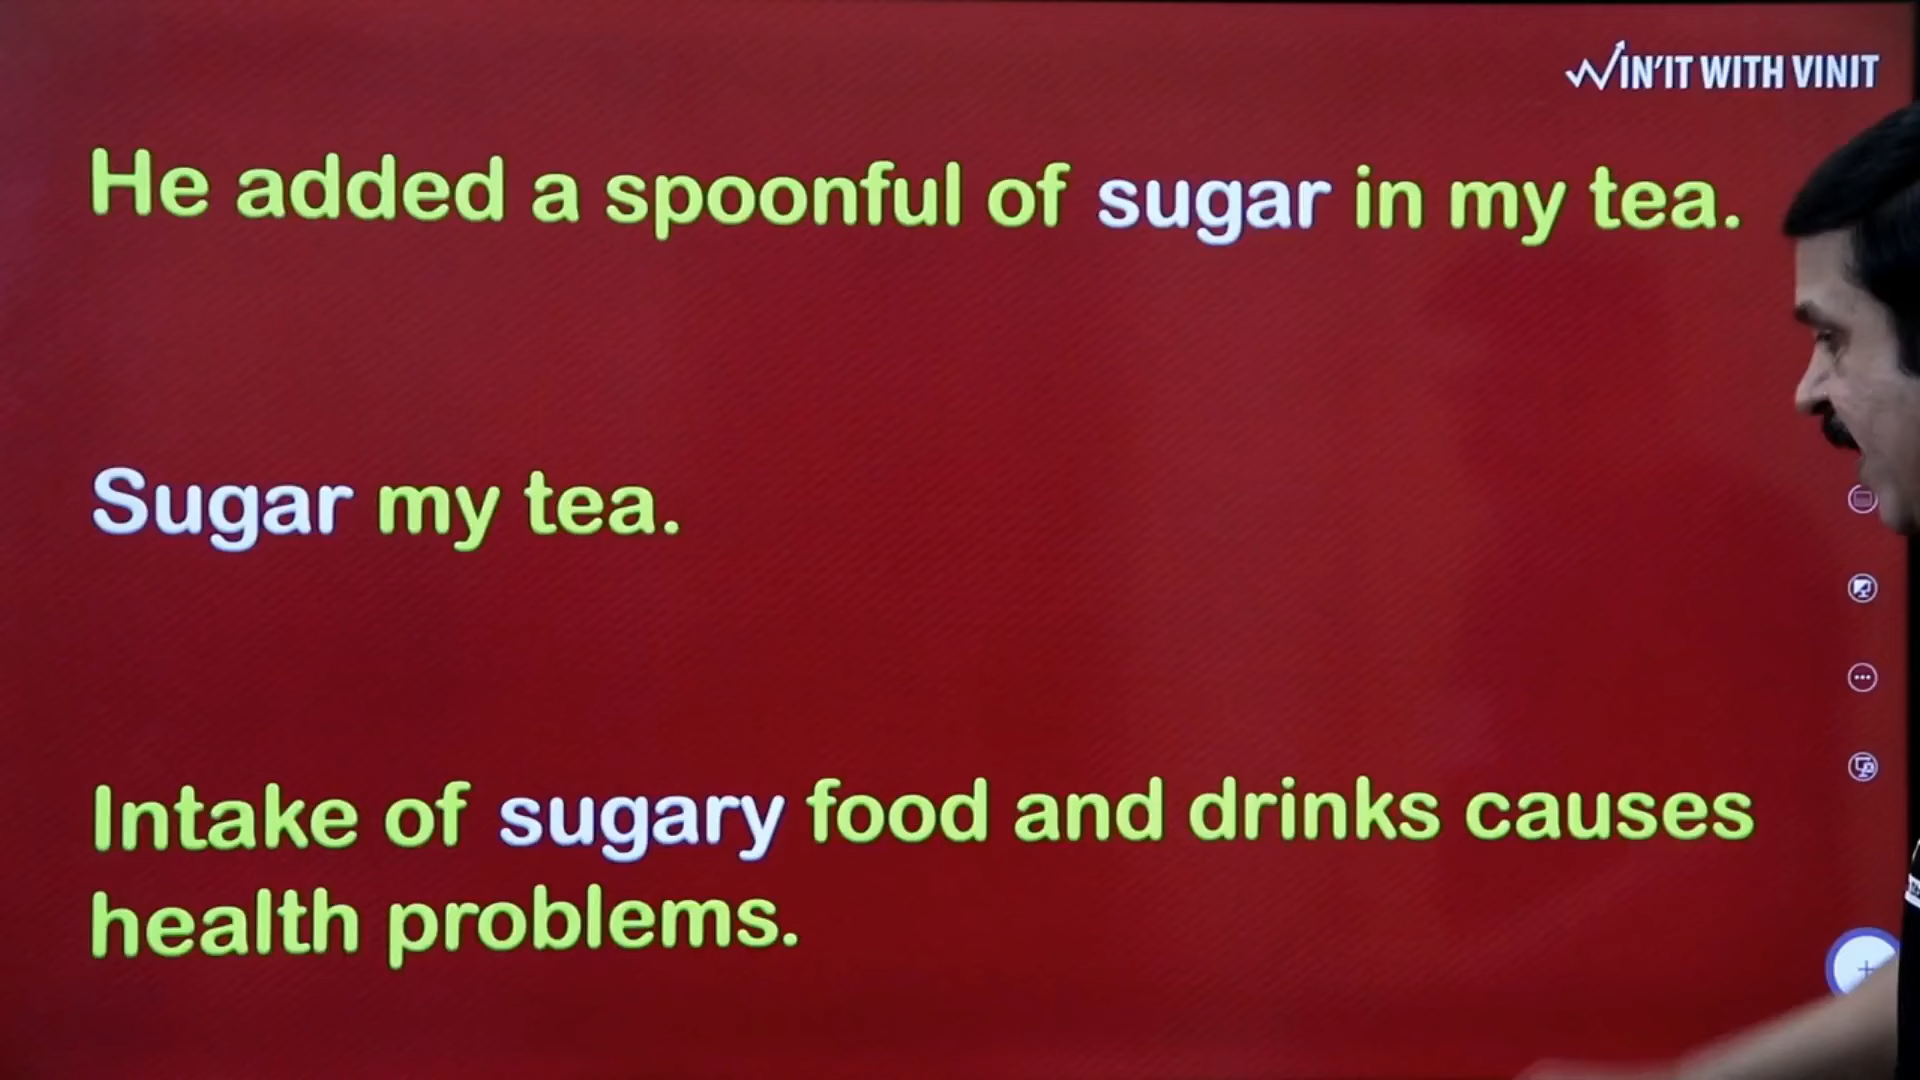 WIN'IT WITH VINIT
He added a spoonful of sugar in my tea.
Sugar my tea.
Intake of sugary food and drinks causes
health problems.